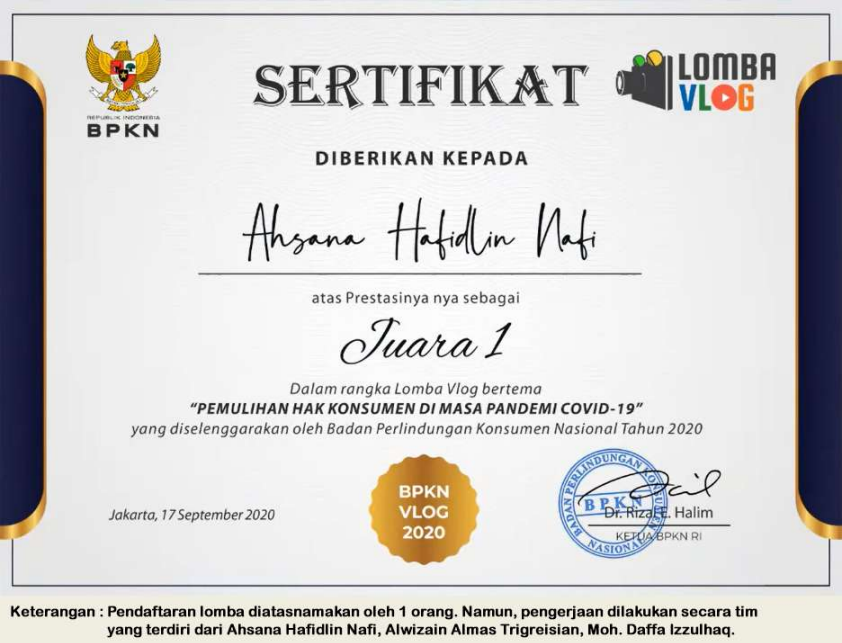 REPUBLIK INDONESIA
BPKN
SERTIFIKAT
LOMBA
VLOG
DIBERIKAN KEPADA
Ahsana Hafidlin Nafi
atas Prestasinya nya sebagai
Juara 1
Dalam rangka Lomba Vlog bertema
“PEMULIHAN HAK KONSUMEN DI MASA PANDEMI COVID-19”
yang diselenggarakan oleh Badan Perlindungan Konsumen Nasional Tahun 2020
Jakarta, 17 September 2020
BPKN
VLOG
2020
BADAN PERLINDUNGAN KONSUMEN
BPKN
NASIONAL
Dr. Rizal E. Halim
KETUA BPKN RI
Keterangan : Pendaftaran lomba diatasnamakan oleh 1 orang. Namun, pengerjaan dilakukan secara tim
yang terdiri dari Ahsana Hafidlin Nafi, Alwizain Almas Trigreisian, Moh. Daffa Izzulhaq.